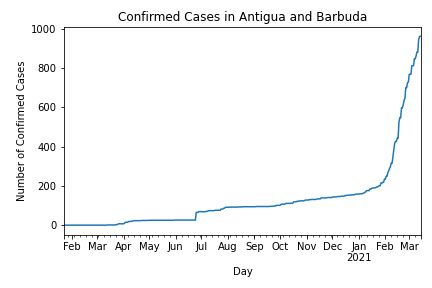 Confirmed Cases in Antigua and Barbuda
1000
800
600
400
200
0
Number of Confirmed Cases
Feb Mar Apr May Jun Jul Aug Sep Oct Nov Dec Jan Feb Mar
2021
Day